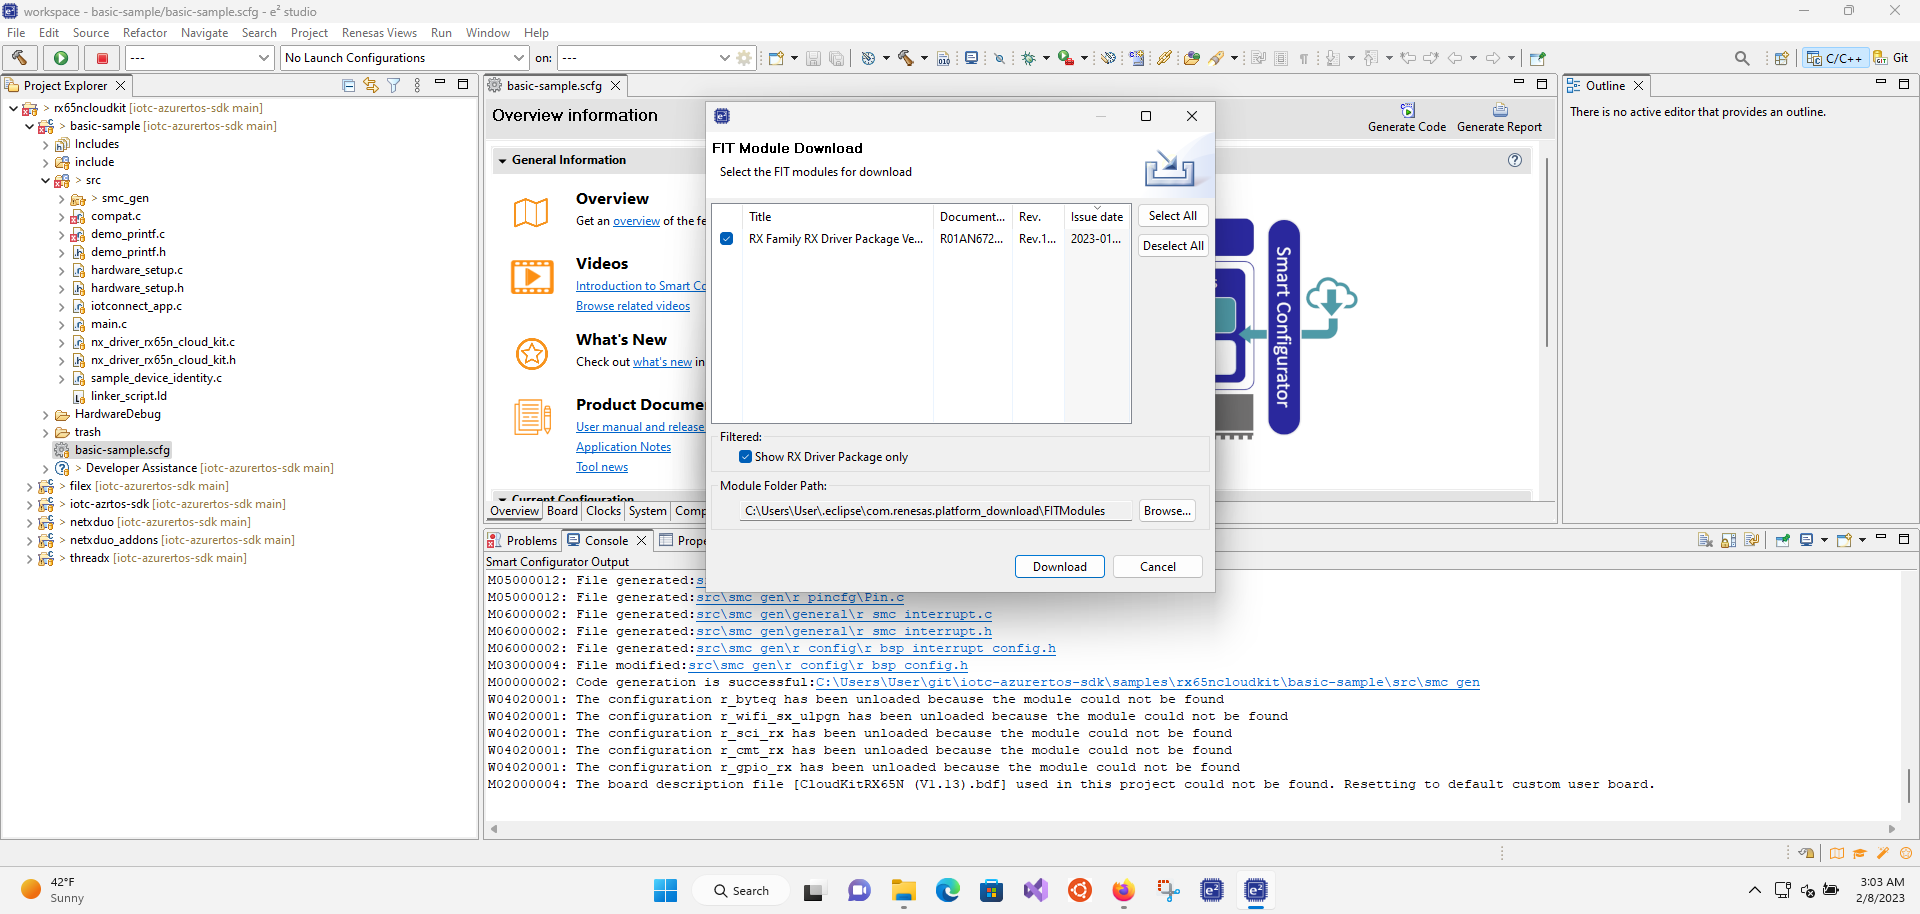 workspace - basic-sample/basic-sample.scfg - e² studio
File Edit Source Refactor Navigate Search Project Renesas Views Run Window Help
--- No Launch Configurations on: --- C/C++ Git
Project Explorer
rx65ncloudkit [iotc-azurertos-sdk main]
> basic-sample [iotc-azurertos-sdk main]
Includes
include
> src
> smc_gen
compat.c
demo_printf.c
demo_printf.h
hardware_setup.c
hardware_setup.h
iotconnect_app.c
main.c
nx_driver_rx65n_cloud_kit.c
nx_driver_rx65n_cloud_kit.h
sample_device_identity.c
linker_script.ld
HardwareDebug
trash
basic-sample.scfg
> Developer Assistance [iotc-azurertos-sdk main]
> filex [iotc-azurertos-sdk main]
> iotc-azrtos-sdk [iotc-azurertos-sdk main]
> netxduo [iotc-azurertos-sdk main]
> netxduo_addons [iotc-azurertos-sdk main]
> threadx [iotc-azurertos-sdk main]
basic-sample.scfg
Overview information
Generate Code Generate Report
General Information
Overview
Get an overview of the fe
Videos
Introduction to Smart Co
Browse related videos
What's New
Check out what's new in
Product Docume
User manual and release
Application Notes
Tool news
Current Configuration
Overview Board Clocks System Comp
Smart Configurator
FIT Module Download
Select the FIT modules for download
Title Document... Rev. Issue date
RX Family RX Driver Package Ve... R01AN672... Rev.1... 2023-01...
Select All
Deselect All
Filtered:
Show RX Driver Package only
Module Folder Path:
C:\Users\User\.eclipse\com.renesas.platform_download\FITModules
Browse...
Download Cancel
Outline
There is no active editor that provides an outline.
Problems Console Prope
Smart Configurator Output
M05000012: File generated:s
M05000012: File generated:src\smc_gen\r_pincfg\Pin.c
M06000002: File generated:src\smc_gen\general\r_smc_interrupt.c
M06000002: File generated:src\smc_gen\general\r_smc_interrupt.h
M06000002: File generated:src\smc_gen\r_config\r_bsp_interrupt_config.h
M03000004: File modified:src\smc_gen\r_config\r_bsp_config.h
M00000002: Code generation is successful:C:\Users\User\git\iotc-azurertos-sdk\samples\rx65ncloudkit\basic-sample\src\smc_gen
W04020001: The configuration r_byteq has been unloaded because the module could not be found
W04020001: The configuration r_wifi_sx_ulpgn has been unloaded because the module could not be found
W04020001: The configuration r_sci_rx has been unloaded because the module could not be found
W04020001: The configuration r_cmt_rx has been unloaded because the module could not be found
W04020001: The configuration r_gpio_rx has been unloaded because the module could not be found
M02000004: The board description file [CloudKitRX65N (V1.13).bdf] used in this project could not be found. Resetting to default custom user board.
42°F
Sunny
Search
3:03 AM
2/8/2023